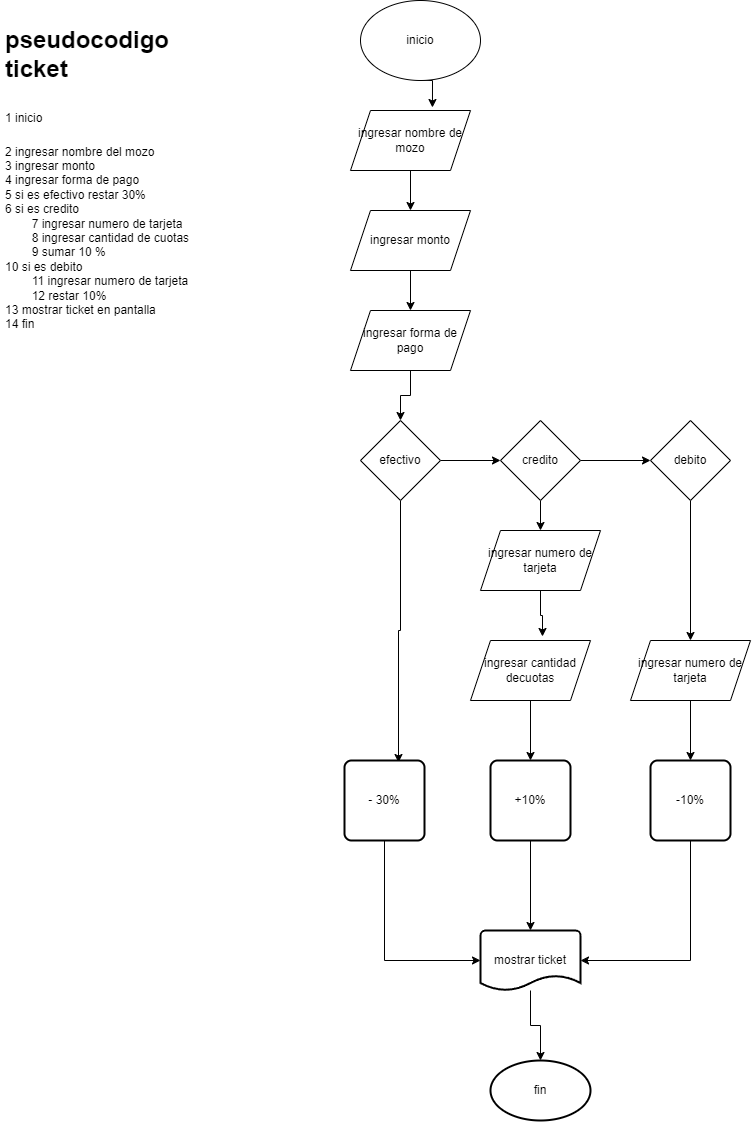 pseudocodigo
ticket
1 inicio
2 ingresar nombre del mozo
3 ingresar monto
4 ingresar forma de pago
5 si es efectivo restar 30%
6 si es credito
7 ingresar numero de tarjeta
8 ingresar cantidad de cuotas
9 sumar 10 %
10 si es debito
11 ingresar numero de tarjeta
12 restar 10%
13 mostrar ticket en pantalla
14 fin
inicio
ingresar nombre de
mozo
ingresar monto
ingresar forma de
pago
efectivo
credito
debito
ingresar numero de
tarjeta
ingresar cantidad
decuotas
ingresar numero de
tarjeta
- 30%
+10%
-10%
mostrar ticket
fin